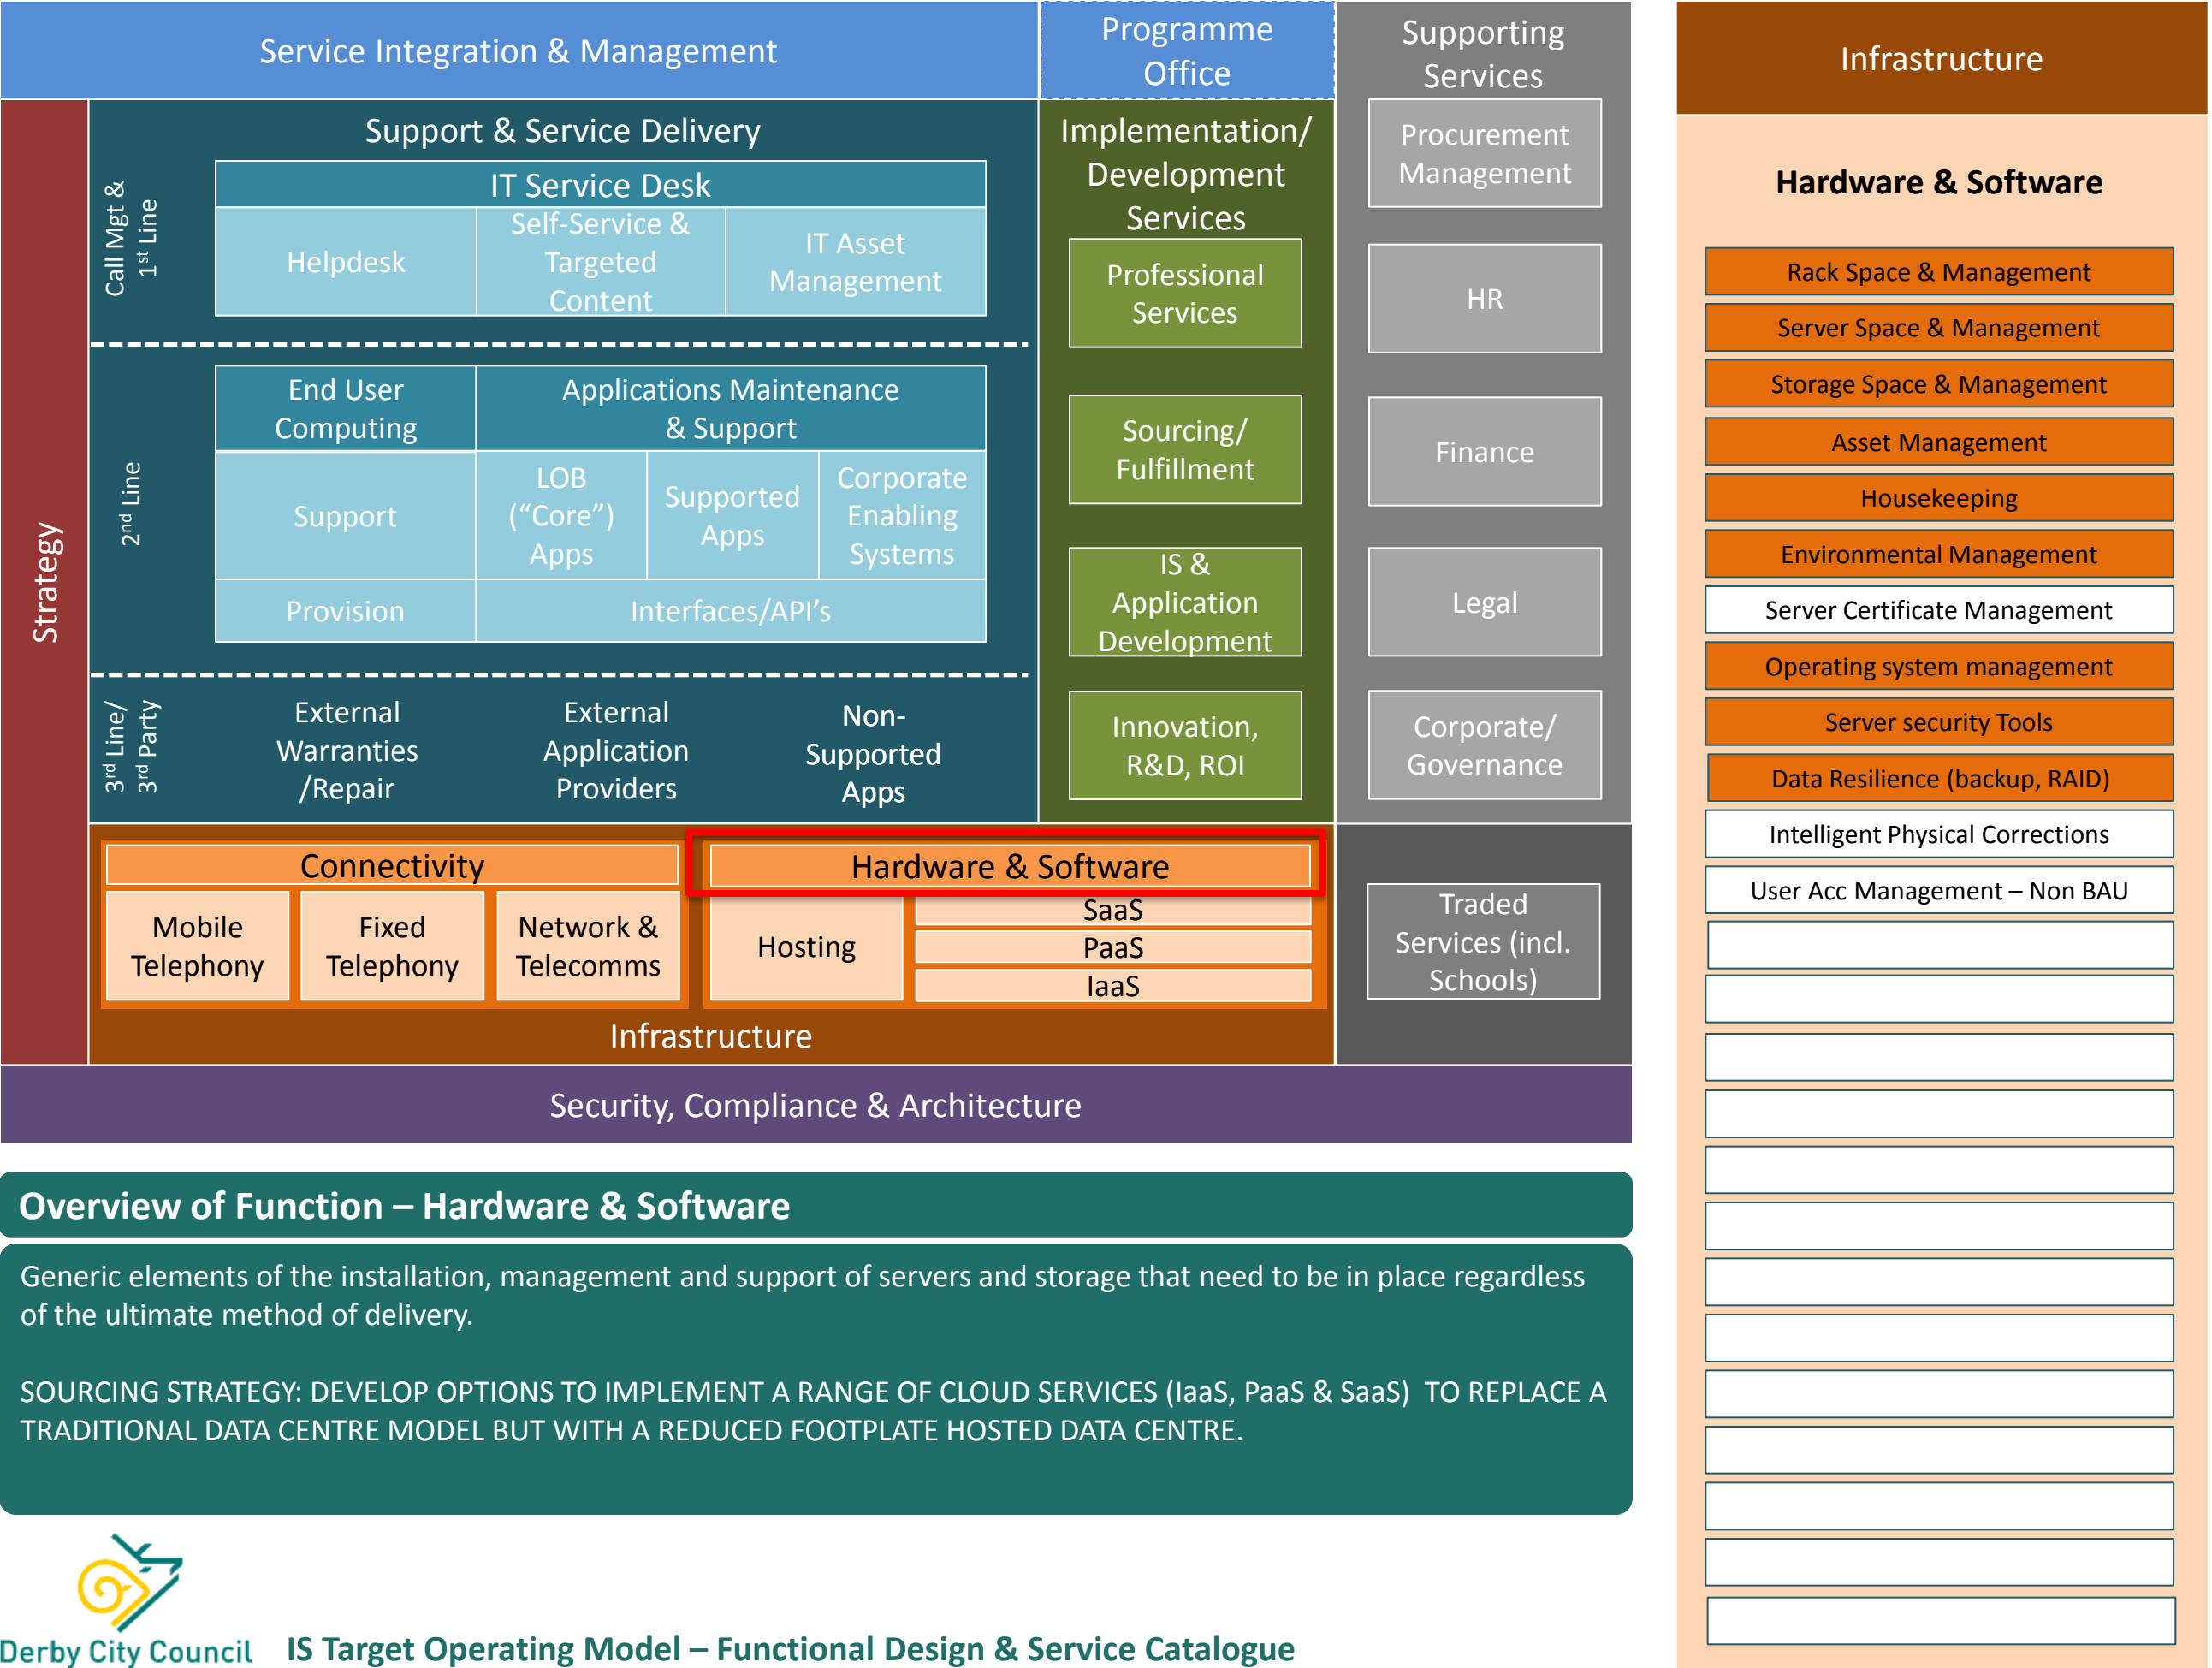 Service Integration & Management
Programme
Office
Supporting
Services
Strategy
Support & Service Delivery
Call Mgt &
1st Line
IT Service Desk
Helpdesk
Self-Service &
Targeted
Content
IT Asset
Management
2nd Line
End User
Computing
Applications Maintenance
& Support
Support
LOB
(“Core”)
Apps
Supported
Apps
Corporate
Enabling
Systems
Provision
Interfaces/API’s
3rd Line/
3rd Party
External
Warranties
/Repair
External
Application
Providers
Non-
Supported
Apps
Implementation/
Development
Services
Professional
Services
Sourcing/
Fulfillment
IS &
Application
Development
Innovation,
R&D, ROI
Procurement
Management
HR
Finance
Legal
Corporate/
Governance
Connectivity
Mobile
Telephony
Fixed
Telephony
Network &
Telecomms
Hardware & Software
Hosting
SaaS
PaaS
IaaS
Infrastructure
Traded
Services (incl.
Schools)
Security, Compliance & Architecture
Overview of Function – Hardware & Software
Generic elements of the installation, management and support of servers and storage that need to be in place regardless
of the ultimate method of delivery.
SOURCING STRATEGY: DEVELOP OPTIONS TO IMPLEMENT A RANGE OF CLOUD SERVICES (IaaS, PaaS & SaaS) TO REPLACE A
TRADITIONAL DATA CENTRE MODEL BUT WITH A REDUCED FOOTPLATE HOSTED DATA CENTRE.
Derby City Council
IS Target Operating Model – Functional Design & Service Catalogue
Infrastructure
Hardware & Software
Rack Space & Management
Server Space & Management
Storage Space & Management
Asset Management
Housekeeping
Environmental Management
Server Certificate Management
Operating system management
Server security Tools
Data Resilience (backup, RAID)
Intelligent Physical Corrections
User Acc Management – Non BAU